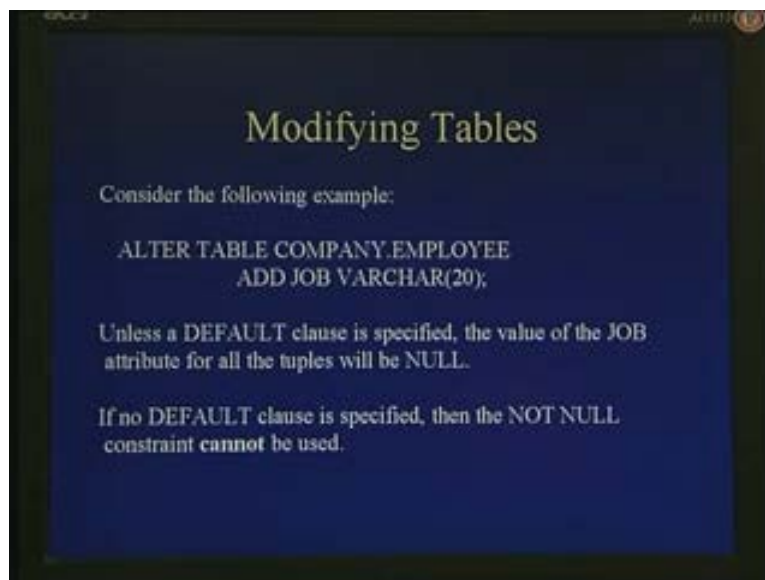 Modifying Tables
Consider the following example:
ALTER TABLE COMPANY.EMPLOYEE
ADD JOB VARCHAR(20);
Unless a DEFAULT clause is specified, the value of the JOB
attribute for all the tuples will be NULL.
If no DEFAULT clause is specified, then the NOT NULL
constraint cannot be used.